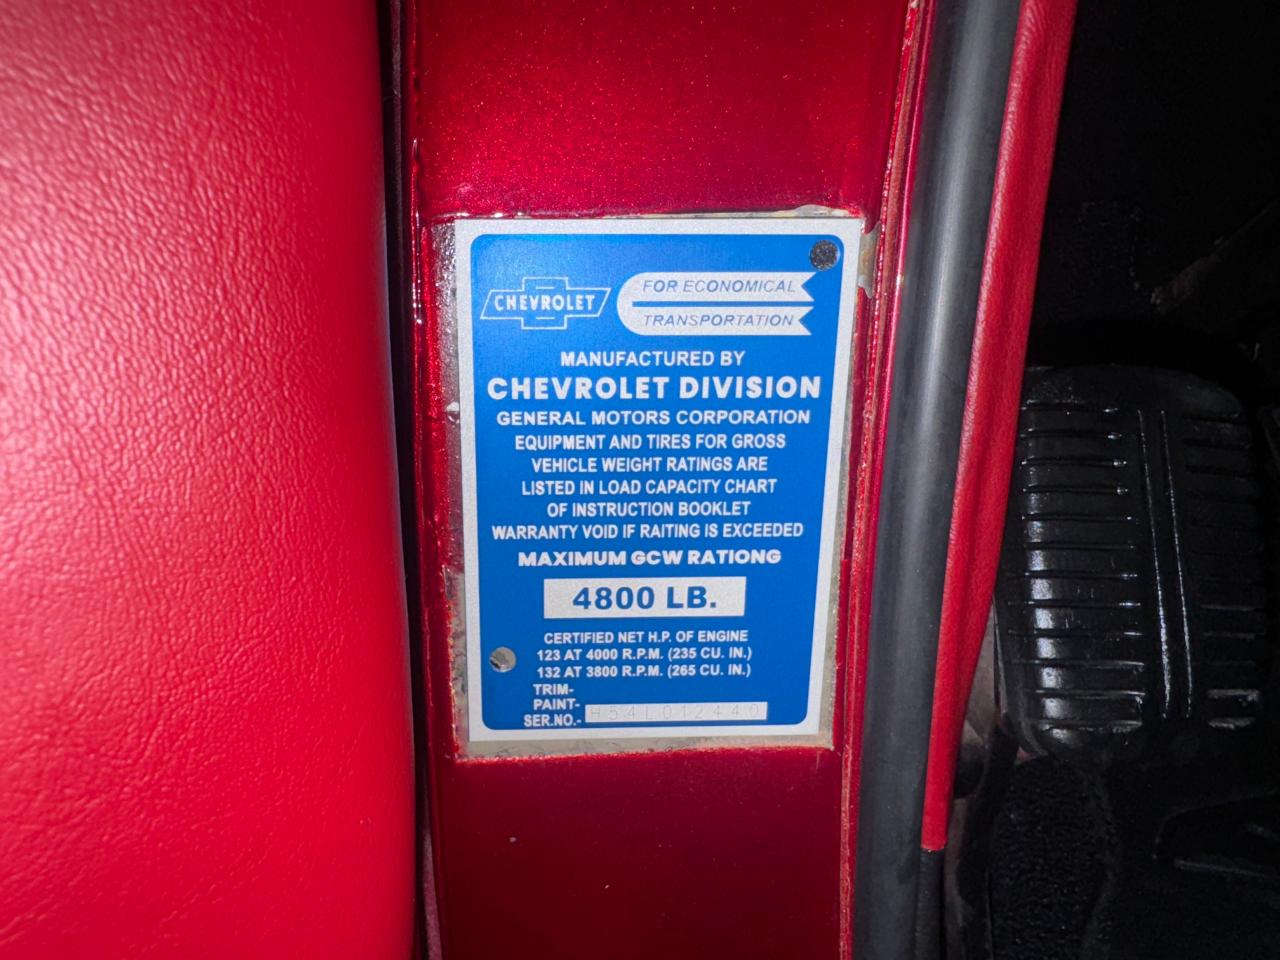 CHEVROLET
FOR ECONOMICAL
TRANSPORTATION
MANUFACTURED BY
CHEVROLET DIVISION
GENERAL MOTORS CORPORATION
EQUIPMENT AND TIRES FOR GROSS
VEHICLE WEIGHT RATINGS ARE
LISTED IN LOAD CAPACITY CHART
OF INSTRUCTION BOOKLET
WARRANTY VOID IF RAITING IS EXCEEDED
MAXIMUM GCW RATIONG
4800 LB.
CERTIFIED NET H.P. OF ENGINE
123 AT 4000 R.P.M. (235 CU. IN.)
132 AT 3800 R.P.M. (265 CU. IN.)
TRIM-
PAINT-
SER.NO.- H54L012440